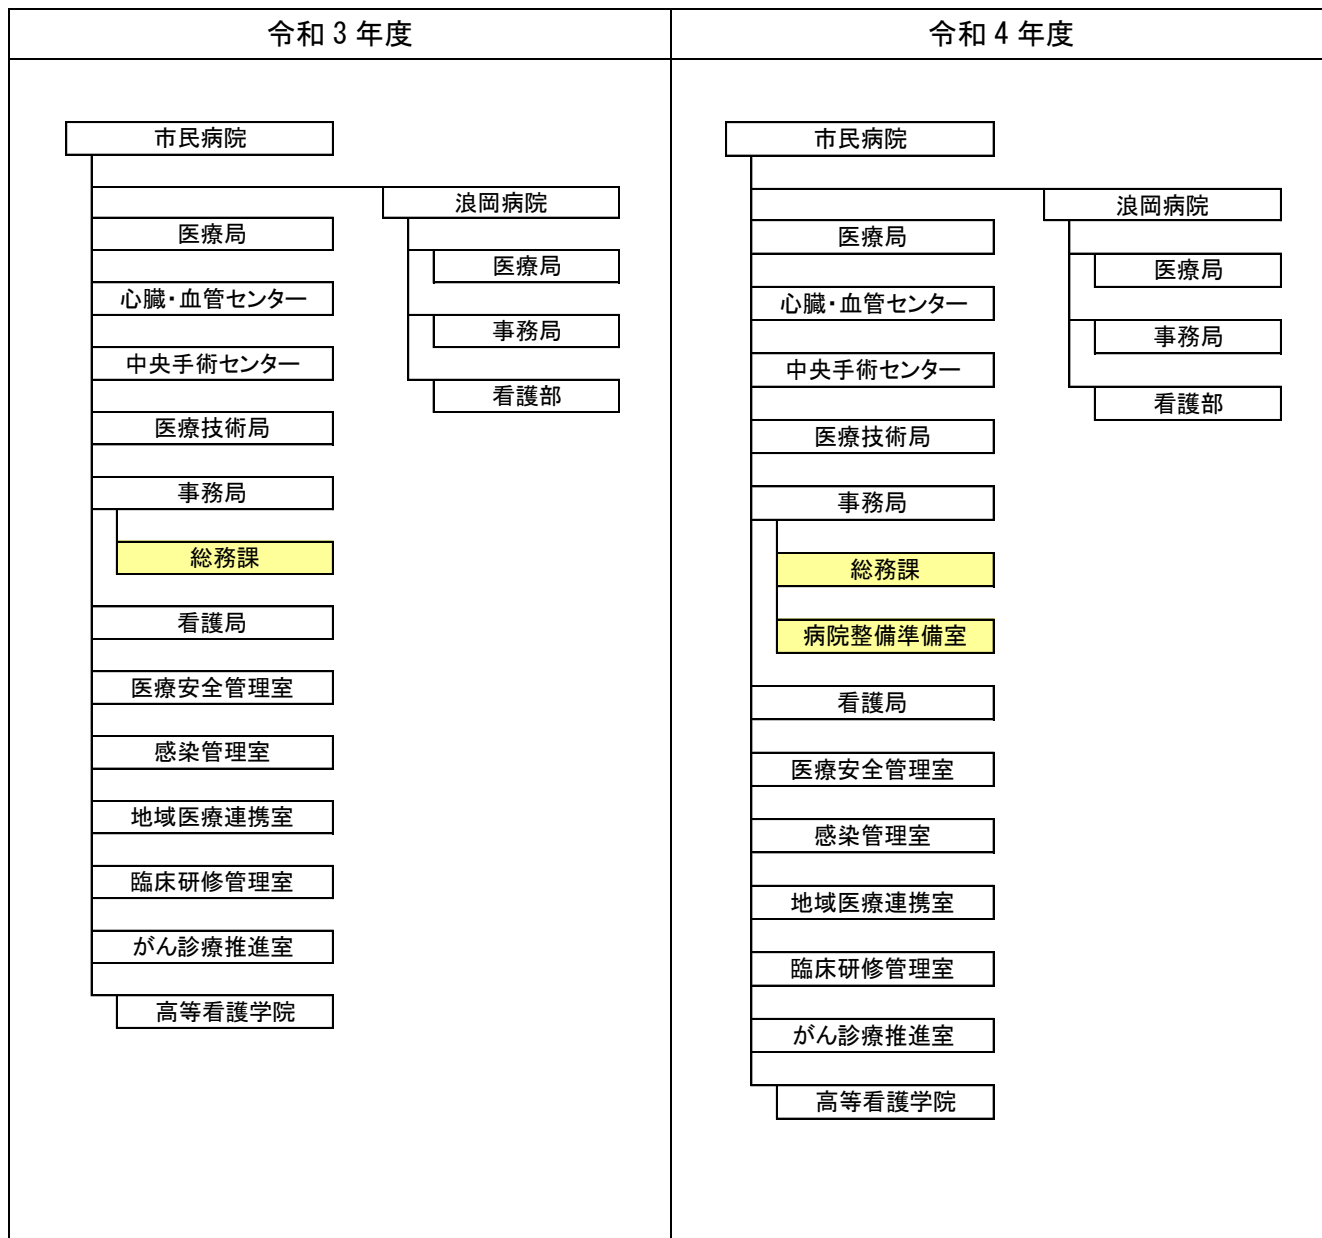 令和３年度
令和４年度
市民病院
浪岡病院
医療局
医療局
心臓・血管センター
事務局
中央手術センター
看護部
医療技術局
事務局
総務課
看護局
医療安全管理室
感染管理室
地域医療連携室
臨床研修管理室
がん診療推進室
高等看護学院
市民病院
浪岡病院
医療局
医療局
心臓・血管センター
事務局
中央手術センター
看護部
医療技術局
事務局
総務課
病院整備準備室
看護局
医療安全管理室
感染管理室
地域医療連携室
臨床研修管理室
がん診療推進室
高等看護学院